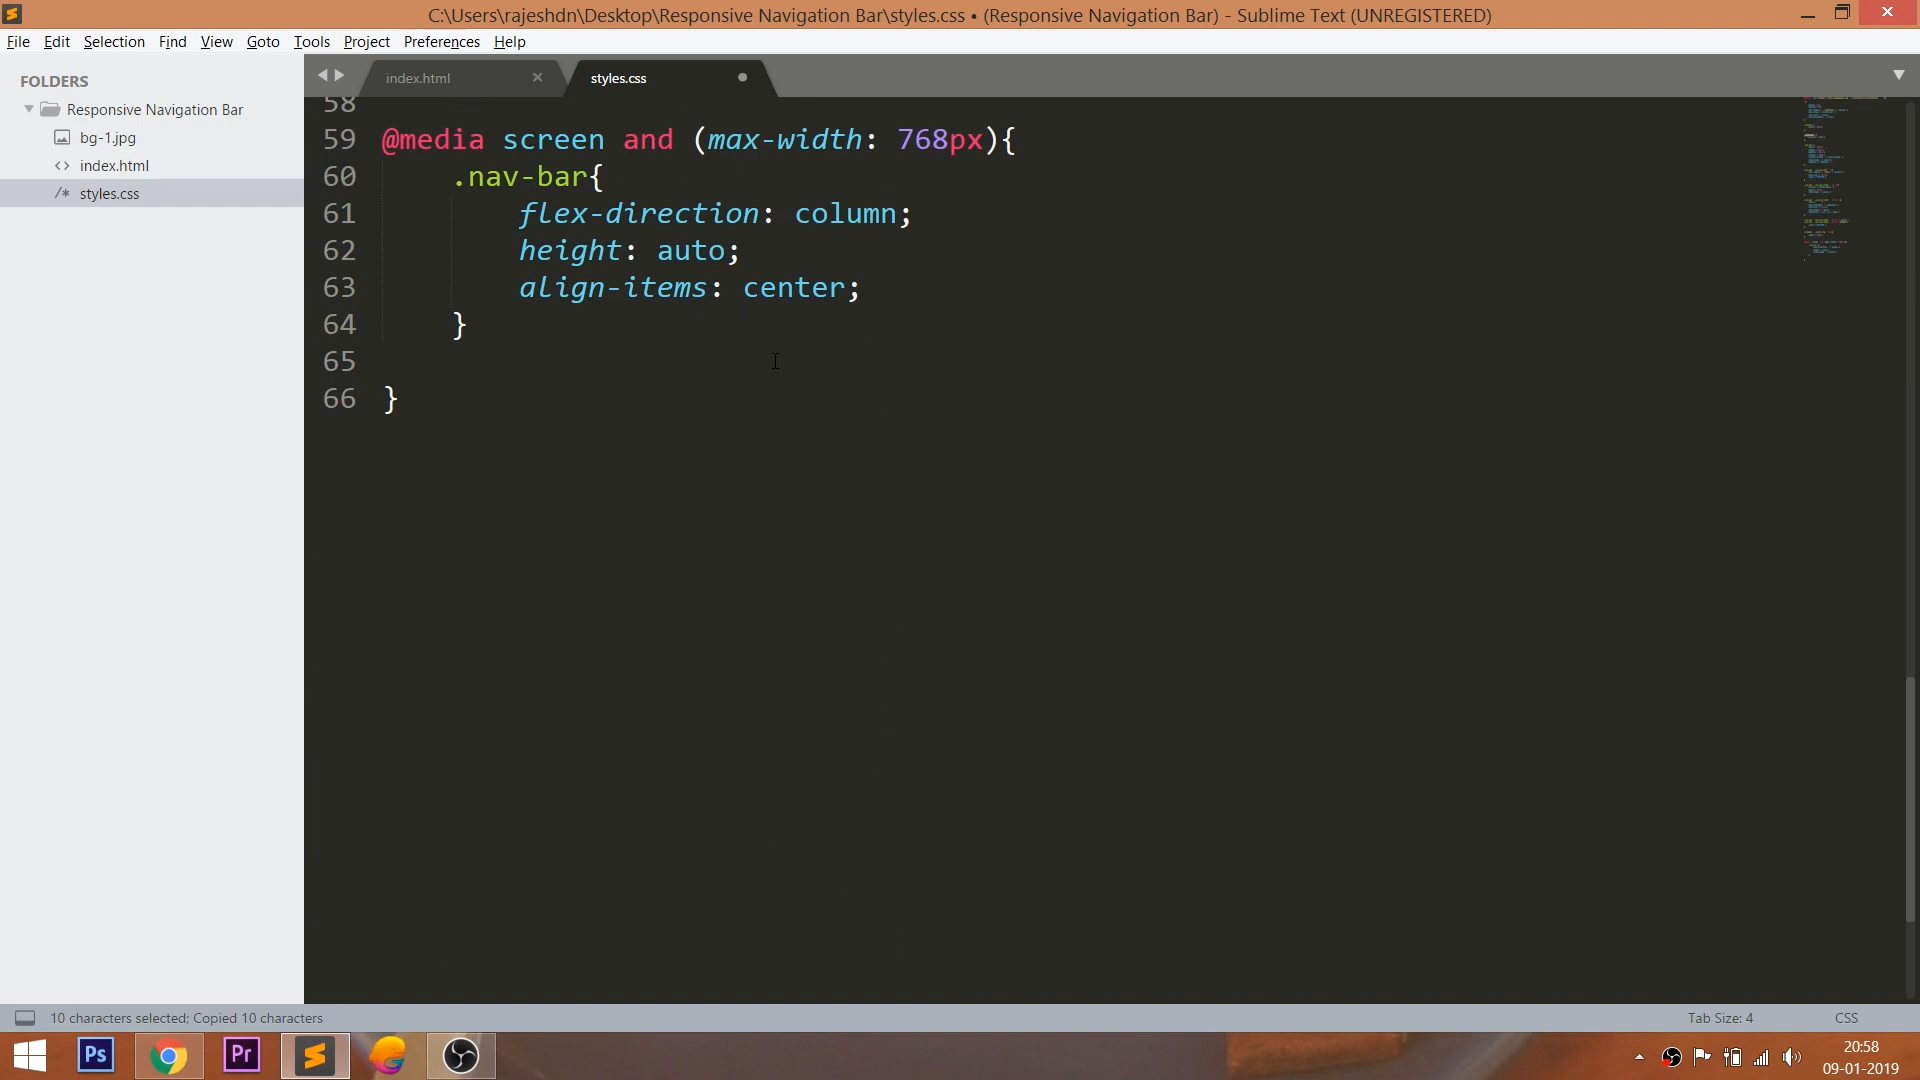 C:\Users\rajeshdn\Desktop\Responsive Navigation Bar\styles.css • (Responsive Navigation Bar) - Sublime Text (UNREGISTERED)
File Edit Selection Find View Goto Tools Project Preferences Help
FOLDERS
Responsive Navigation Bar
bg-1.jpg
index.html
styles.css
index.html
styles.css
58
59 @media screen and (max-width: 768px){
60 .nav-bar{
61 flex-direction: column;
62 height: auto;
63 align-items: center;
64 }
65
66 }
10 characters selected; Copied 10 characters
Tab Size: 4
CSS
Ps
Pr
20:58
09-01-2019